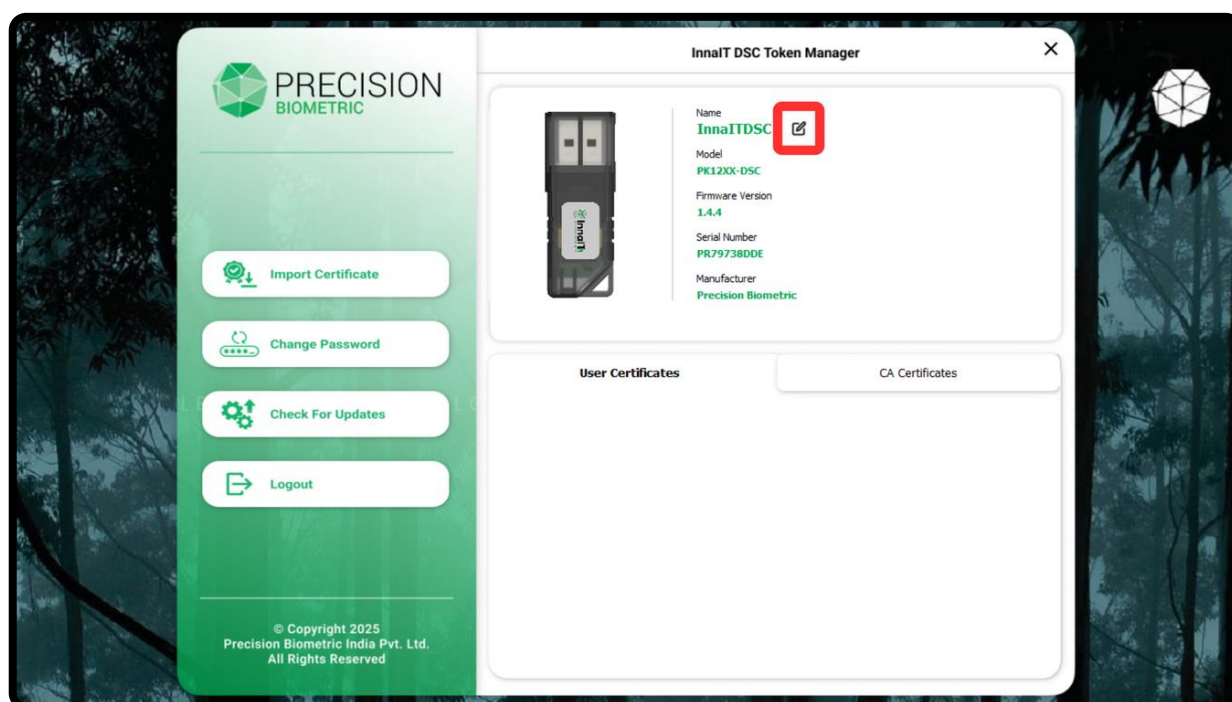 PRECISION
BIOMETRIC
Import Certificate
Change Password
Check For Updates
Logout
© Copyright 2025
Precision Biometric India Pvt. Ltd.
All Rights Reserved
InnaIT DSC Token Manager
InnaIT
Name
InnaITDSC
Model
PK12XX-DSC
Firmware Version
1.4.4
Serial Number
PR79738DDE
Manufacturer
Precision Biometric
User Certificates
CA Certificates